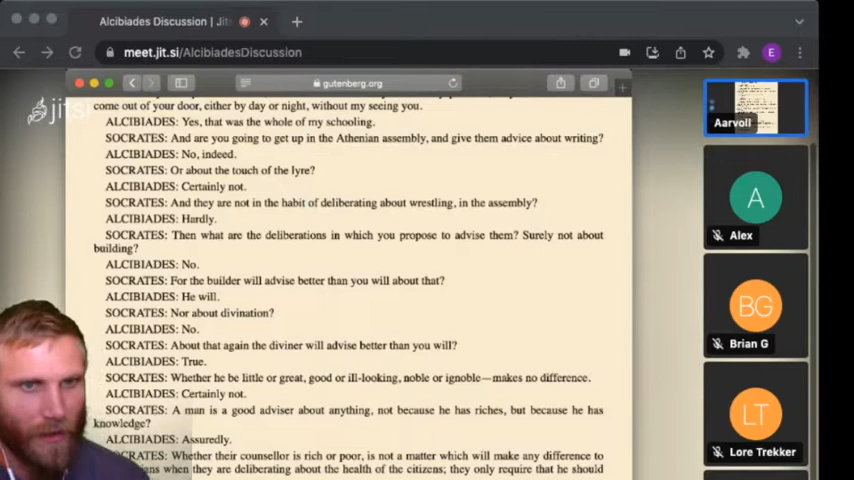 Alcibiades Discussion | Jits
meet.jit.si/AlcibiadesDiscussion
E
gutenberg.org
jitsi
come out of your door, either by day or night, without my seeing you.
ALCIBIADES: Yes, that was the whole of my schooling.
SOCRATES: And are you going to get up in the Athenian assembly, and give them advice about writing?
ALCIBIADES: No, indeed.
SOCRATES: Or about the touch of the lyre?
ALCIBIADES: Certainly not.
SOCRATES: And they are not in the habit of deliberating about wrestling, in the assembly?
ALCIBIADES: Hardly.
SOCRATES: Then what are the deliberations in which you propose to advise them? Surely not about
building?
ALCIBIADES: No.
SOCRATES: For the builder will advise better than you will about that?
ALCIBIADES: He will.
SOCRATES: Nor about divination?
ALCIBIADES: No.
SOCRATES: About that again the diviner will advise better than you will?
ALCIBIADES: True.
SOCRATES: Whether he be little or great, good or ill-looking, noble or ignoble—makes no difference.
ALCIBIADES: Certainly not.
SOCRATES: A man is a good adviser about anything, not because he has riches, but because he has
knowledge?
ALCIBIADES: Assuredly.
OCRATES: Whether their counsellor is rich or poor, is not a matter which will make any difference to
when they are deliberating about the health of the citizens; they only require that he should
Aarvoll
A
Alex
BG
Brian G
LT
Lore Trekker